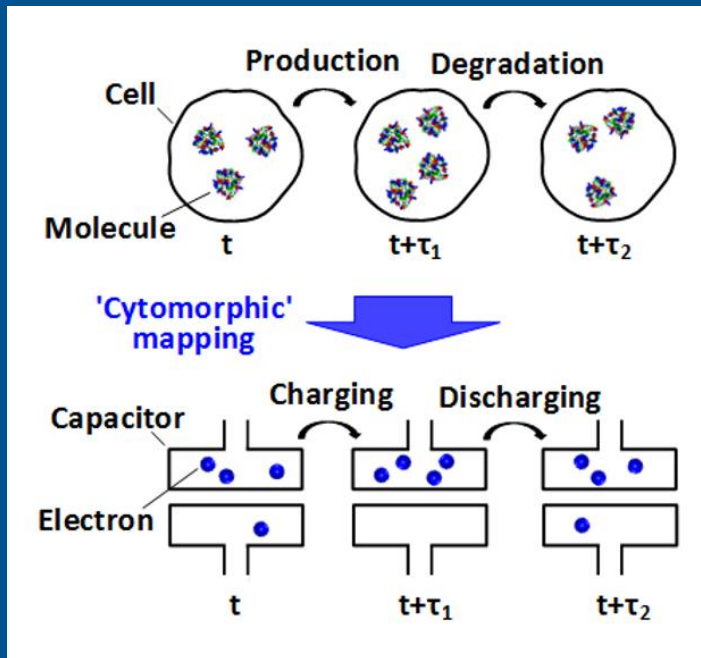 Production Degradation
Cell
Molecule
t t+τ₁ t+τ₂
'Cytomorphic'
mapping
Charging Discharging
Capacitor
Electron
t t+τ₁ t+τ₂